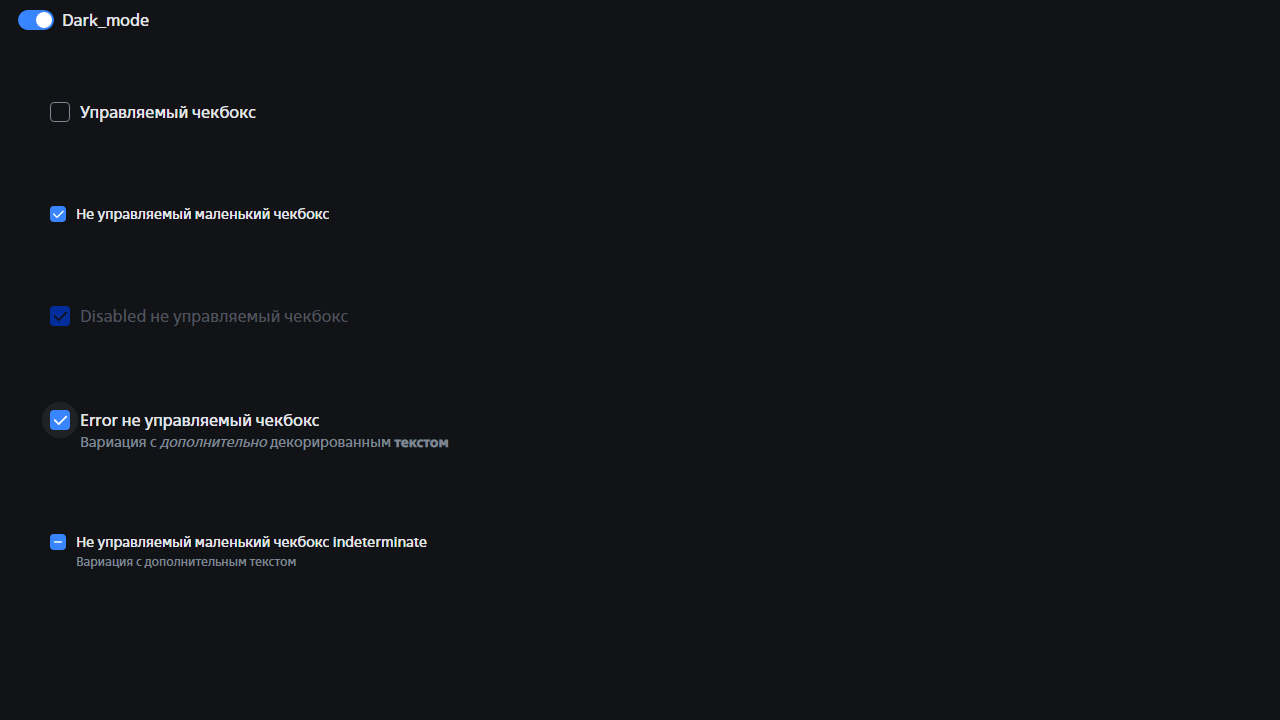 Dark_mode
Управляемый чекбокс
Не управляемый маленький чекбокс
Disabled не управляемый чекбокс
Error не управляемый чекбокс
Вариация с дополнительно декорированным текстом
Не управляемый маленький чекбокс indeterminate
Вариация с дополнительным текстом